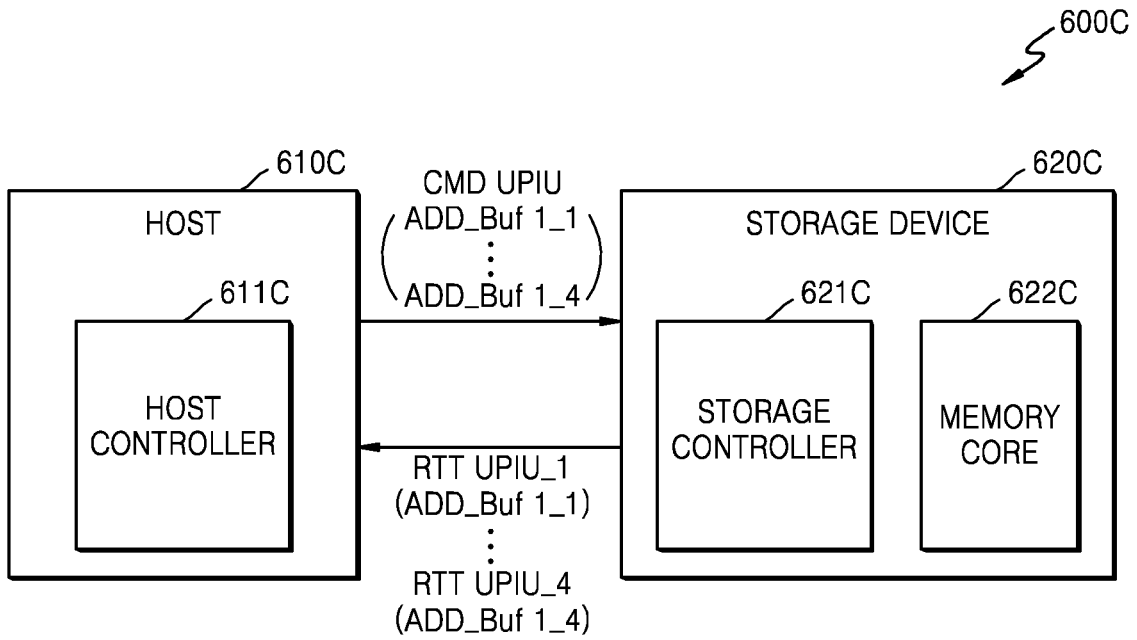 600C
610C
620C
HOST
CMD UPIU
(ADD_Buf 1_1
⋮
ADD_Buf 1_4)
STORAGE DEVICE
611C
621C
622C
HOST
CONTROLLER
STORAGE
CONTROLLER
MEMORY
CORE
RTT UPIU_1
(ADD_Buf 1_1)
⋮
RTT UPIU_4
(ADD_Buf 1_4)